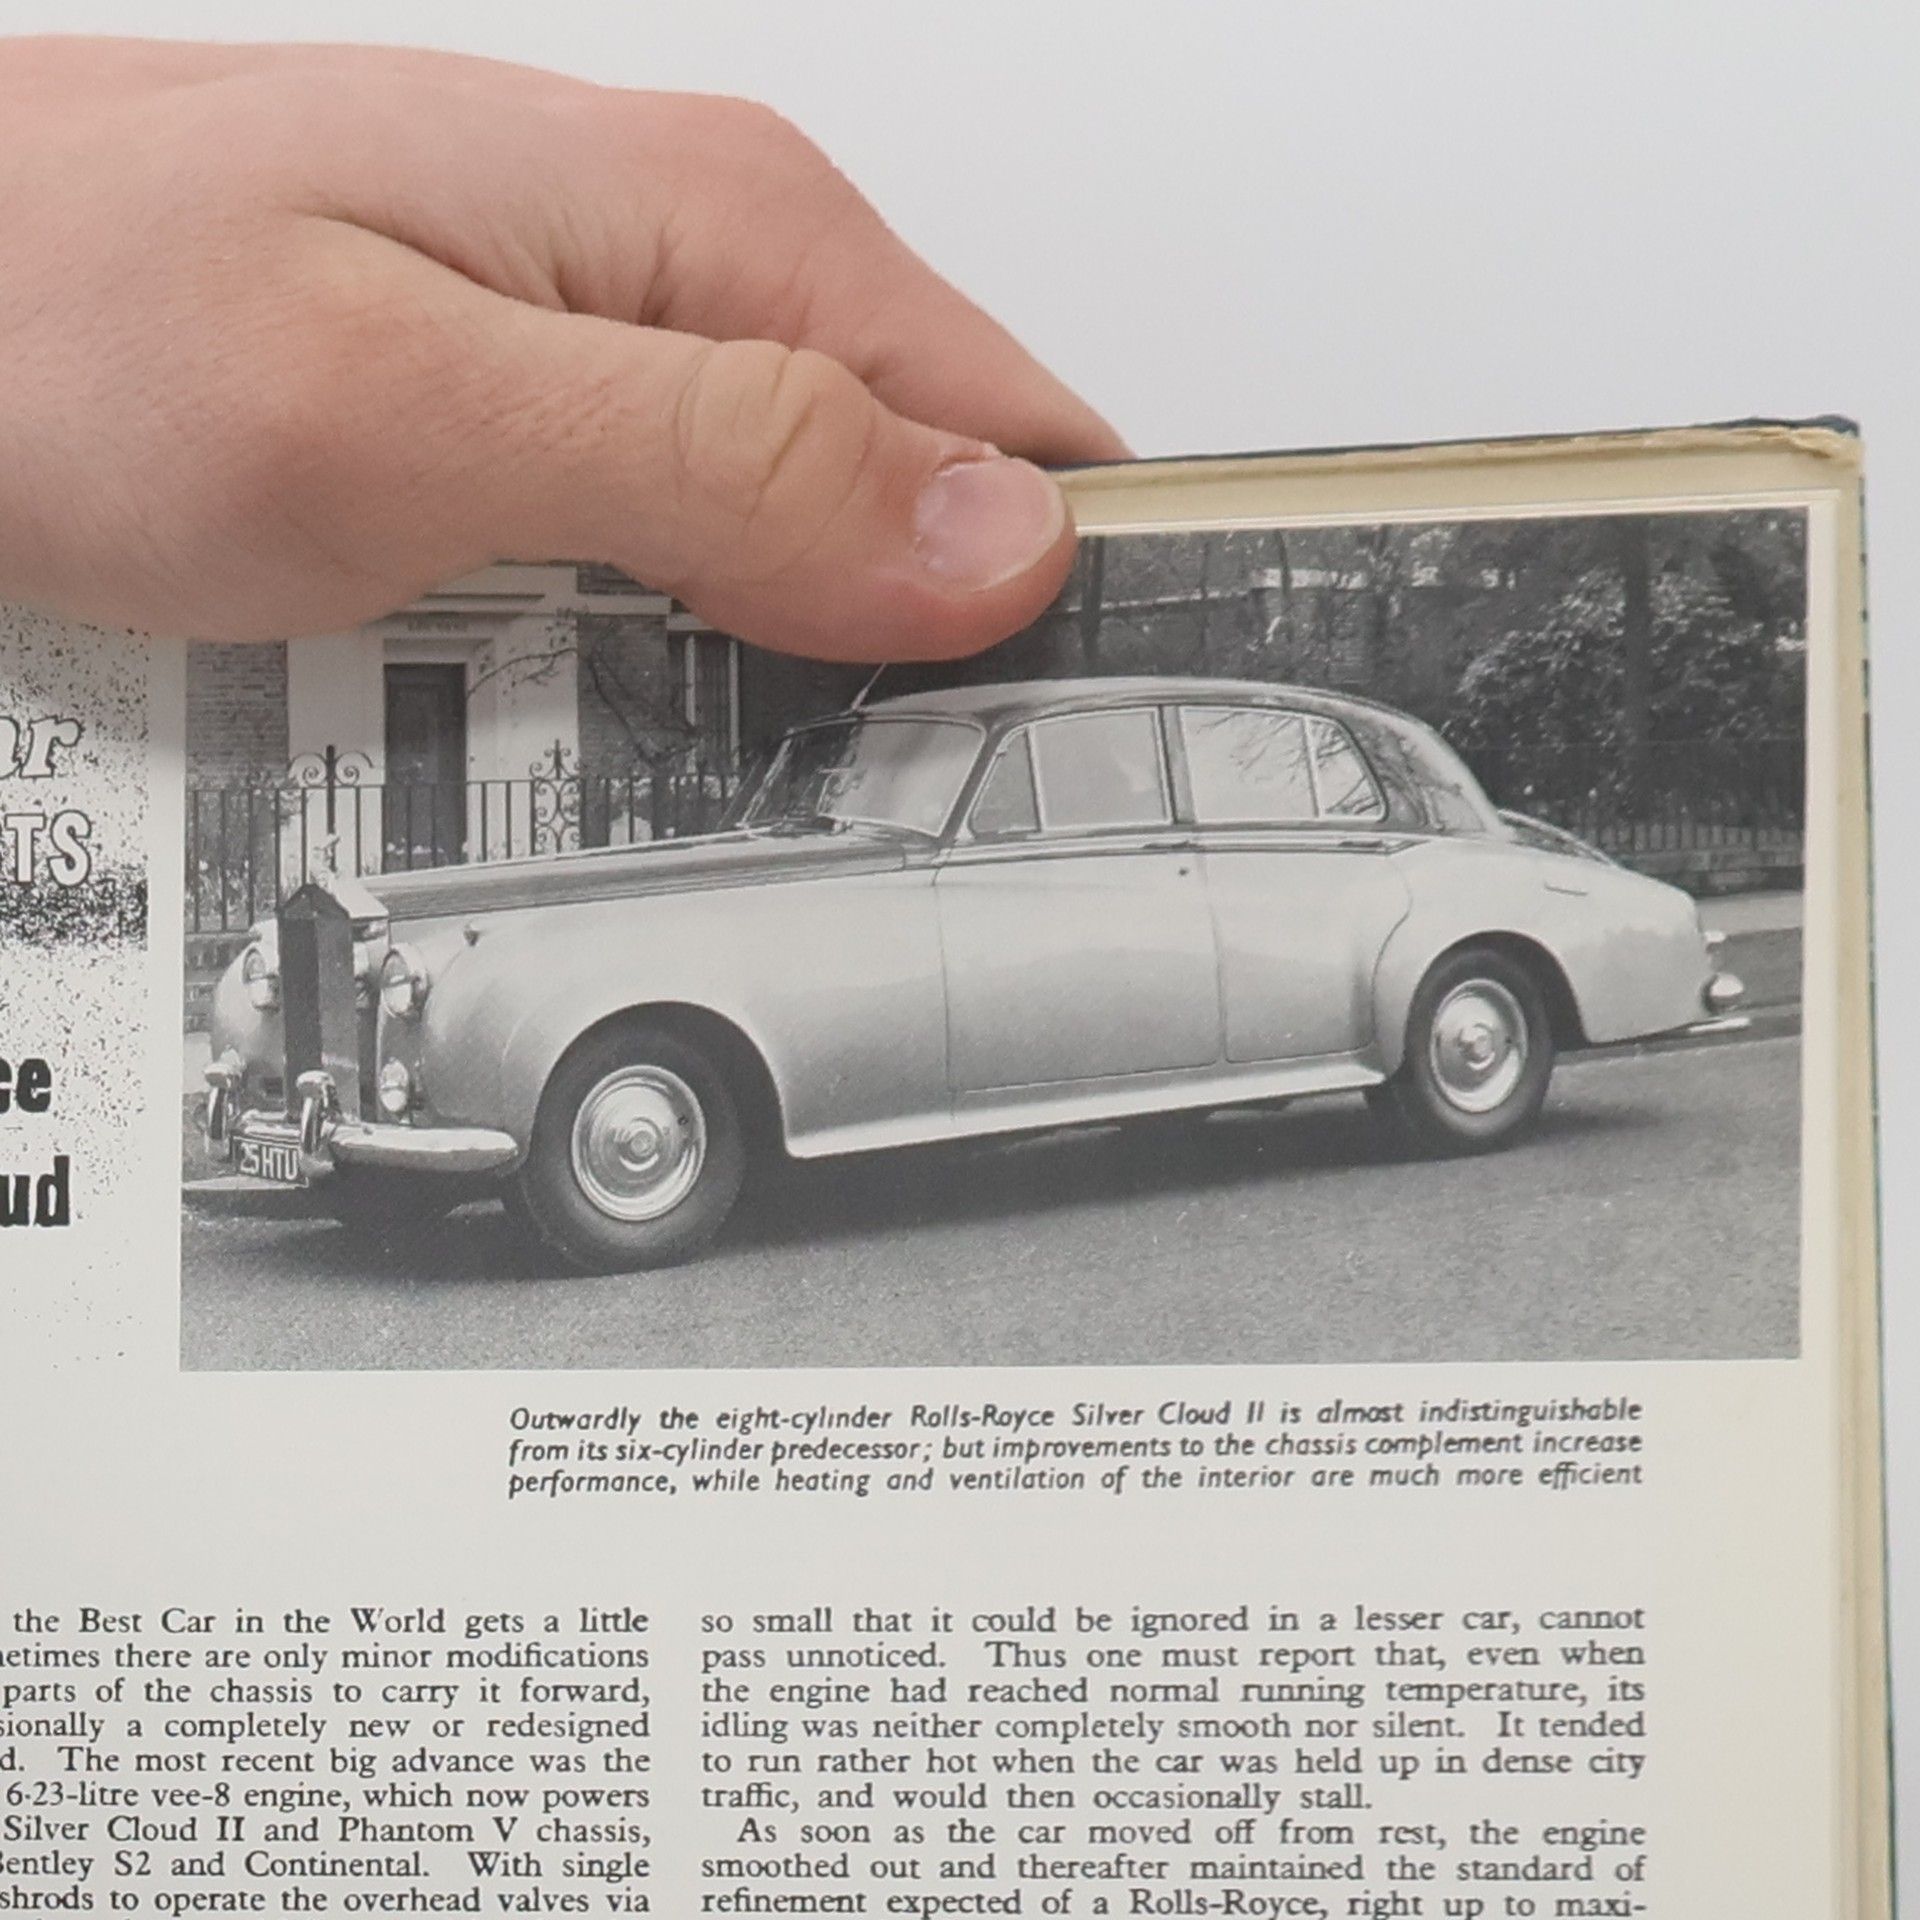 TS
ud
25HTU
Outwardly the eight-cylinder Rolls-Royce Silver Cloud II is almost indistinguishable
from its six-cylinder predecessor; but improvements to the chassis complement increase
performance, while heating and ventilation of the interior are much more efficient
the Best Car in the World gets a little
etimes there are only minor modifications
parts of the chassis to carry it forward,
sionally a completely new or redesigned
d. The most recent big advance was the
6·23-litre vee-8 engine, which now powers
Silver Cloud II and Phantom V chassis,
Bentley S2 and Continental. With single
shrods to operate the overhead valves via
so small that it could be ignored in a lesser car, cannot
pass unnoticed. Thus one must report that, even when
the engine had reached normal running temperature, its
idling was neither completely smooth nor silent. It tended
to run rather hot when the car was held up in dense city
traffic, and would then occasionally stall.
As soon as the car moved off from rest, the engine
smoothed out and thereafter maintained the standard of
refinement expected of a Rolls-Royce, right up to maxi-